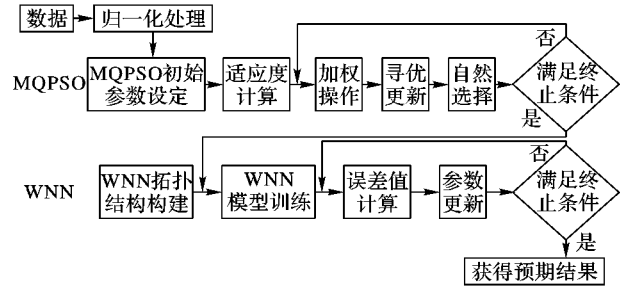 数据
归一化处理
否
MQPSO
MQPSO初始
参数设定
适应度
计算
加权
操作
寻优
更新
自然
选择
满足终
止条件
是
否
WNN
WNN拓扑
结构构建
WNN
模型训练
误差值
计算
参数
更新
满足终
止条件
是
获得预期结果